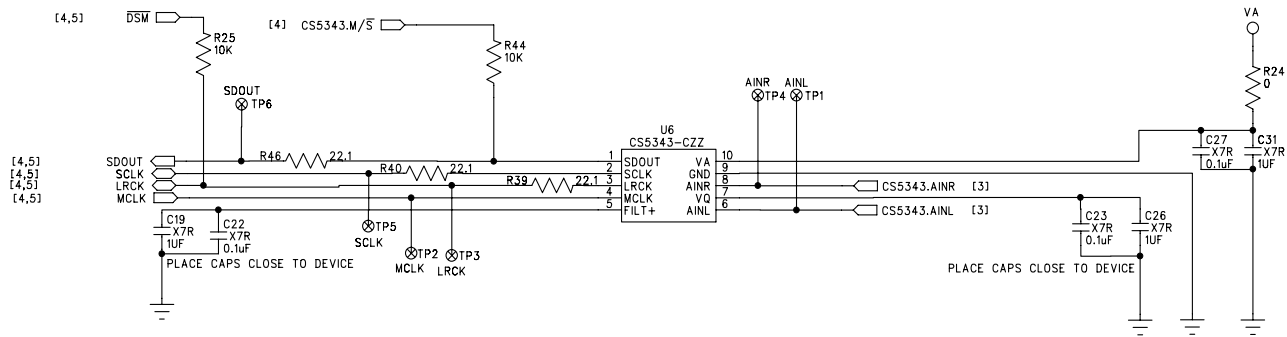 [4,5] DSM
[4] CS5343.M/S
VA
R25
10K
R44
10K
R24
0
SDOUT
TP6
AINR
TP4
AINL
TP1
U6
CS5343-CZZ
C27
X7R
0.1uF
C31
X7R
1UF
[4,5] SDOUT
[4,5] SCLK
[4,5] LRCK
[4,5] MCLK
R46 22.1
R40 22.1
R39 22.1
1 SDOUT VA 10
2 SCLK GND 9
3 LRCK AINR 8
4 MCLK VQ 7
5 FILT+ AINL 6
CS5343.AINR [3]
CS5343.AINL [3]
C19
X7R
1UF
C22
X7R
0.1uF
TP5
SCLK
TP2
MCLK
TP3
LRCK
C23
X7R
0.1uF
C26
X7R
1UF
PLACE CAPS CLOSE TO DEVICE
PLACE CAPS CLOSE TO DEVICE